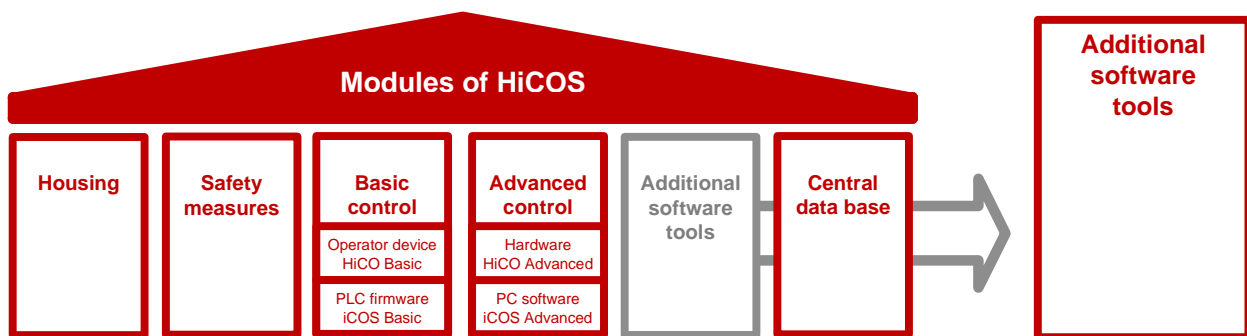 Modules of HiCOS
Housing
Safety
measures
Basic
control
Operator device
HiCO Basic
PLC firmware
iCOS Basic
Advanced
control
Hardware
HiCO Advanced
PC software
iCOS Advanced
Additional
software
tools
Central
data base
Additional
software
tools